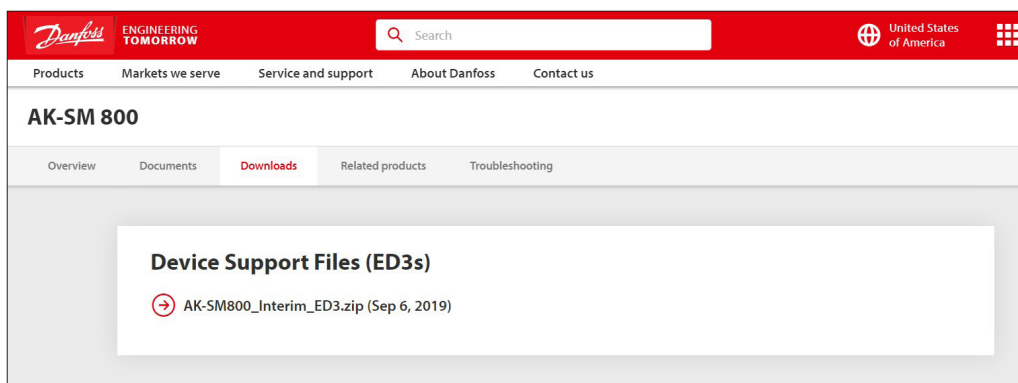 Danfoss
ENGINEERING
TOMORROW
Search
United States
of America
Products Markets we serve Service and support About Danfoss Contact us
AK-SM 800
Overview Documents Downloads Related products Troubleshooting
Device Support Files (ED3s)
AK-SM800_Interim_ED3.zip (Sep 6, 2019)